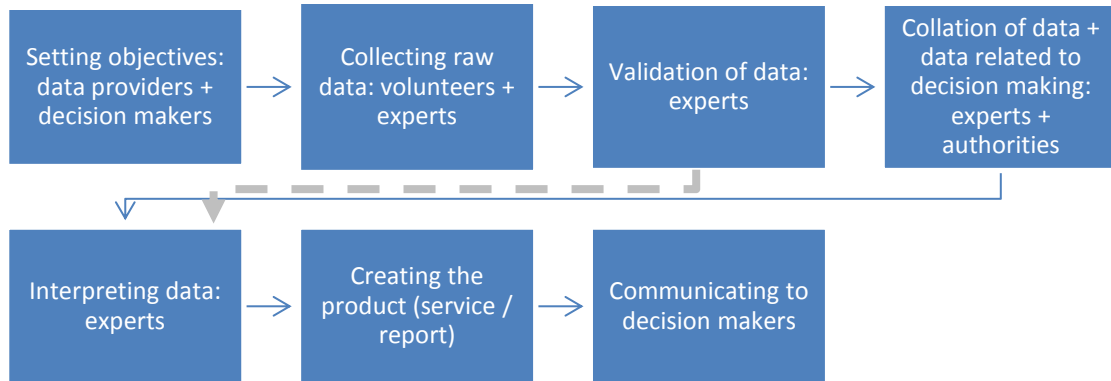 Setting objectives:
data providers +
decision makers
Collecting raw
data: volunteers +
experts
Validation of data:
experts
Collation of data +
data related to
decision making:
experts +
authorities
Interpreting data:
experts
Creating the
product (service /
report)
Communicating to
decision makers